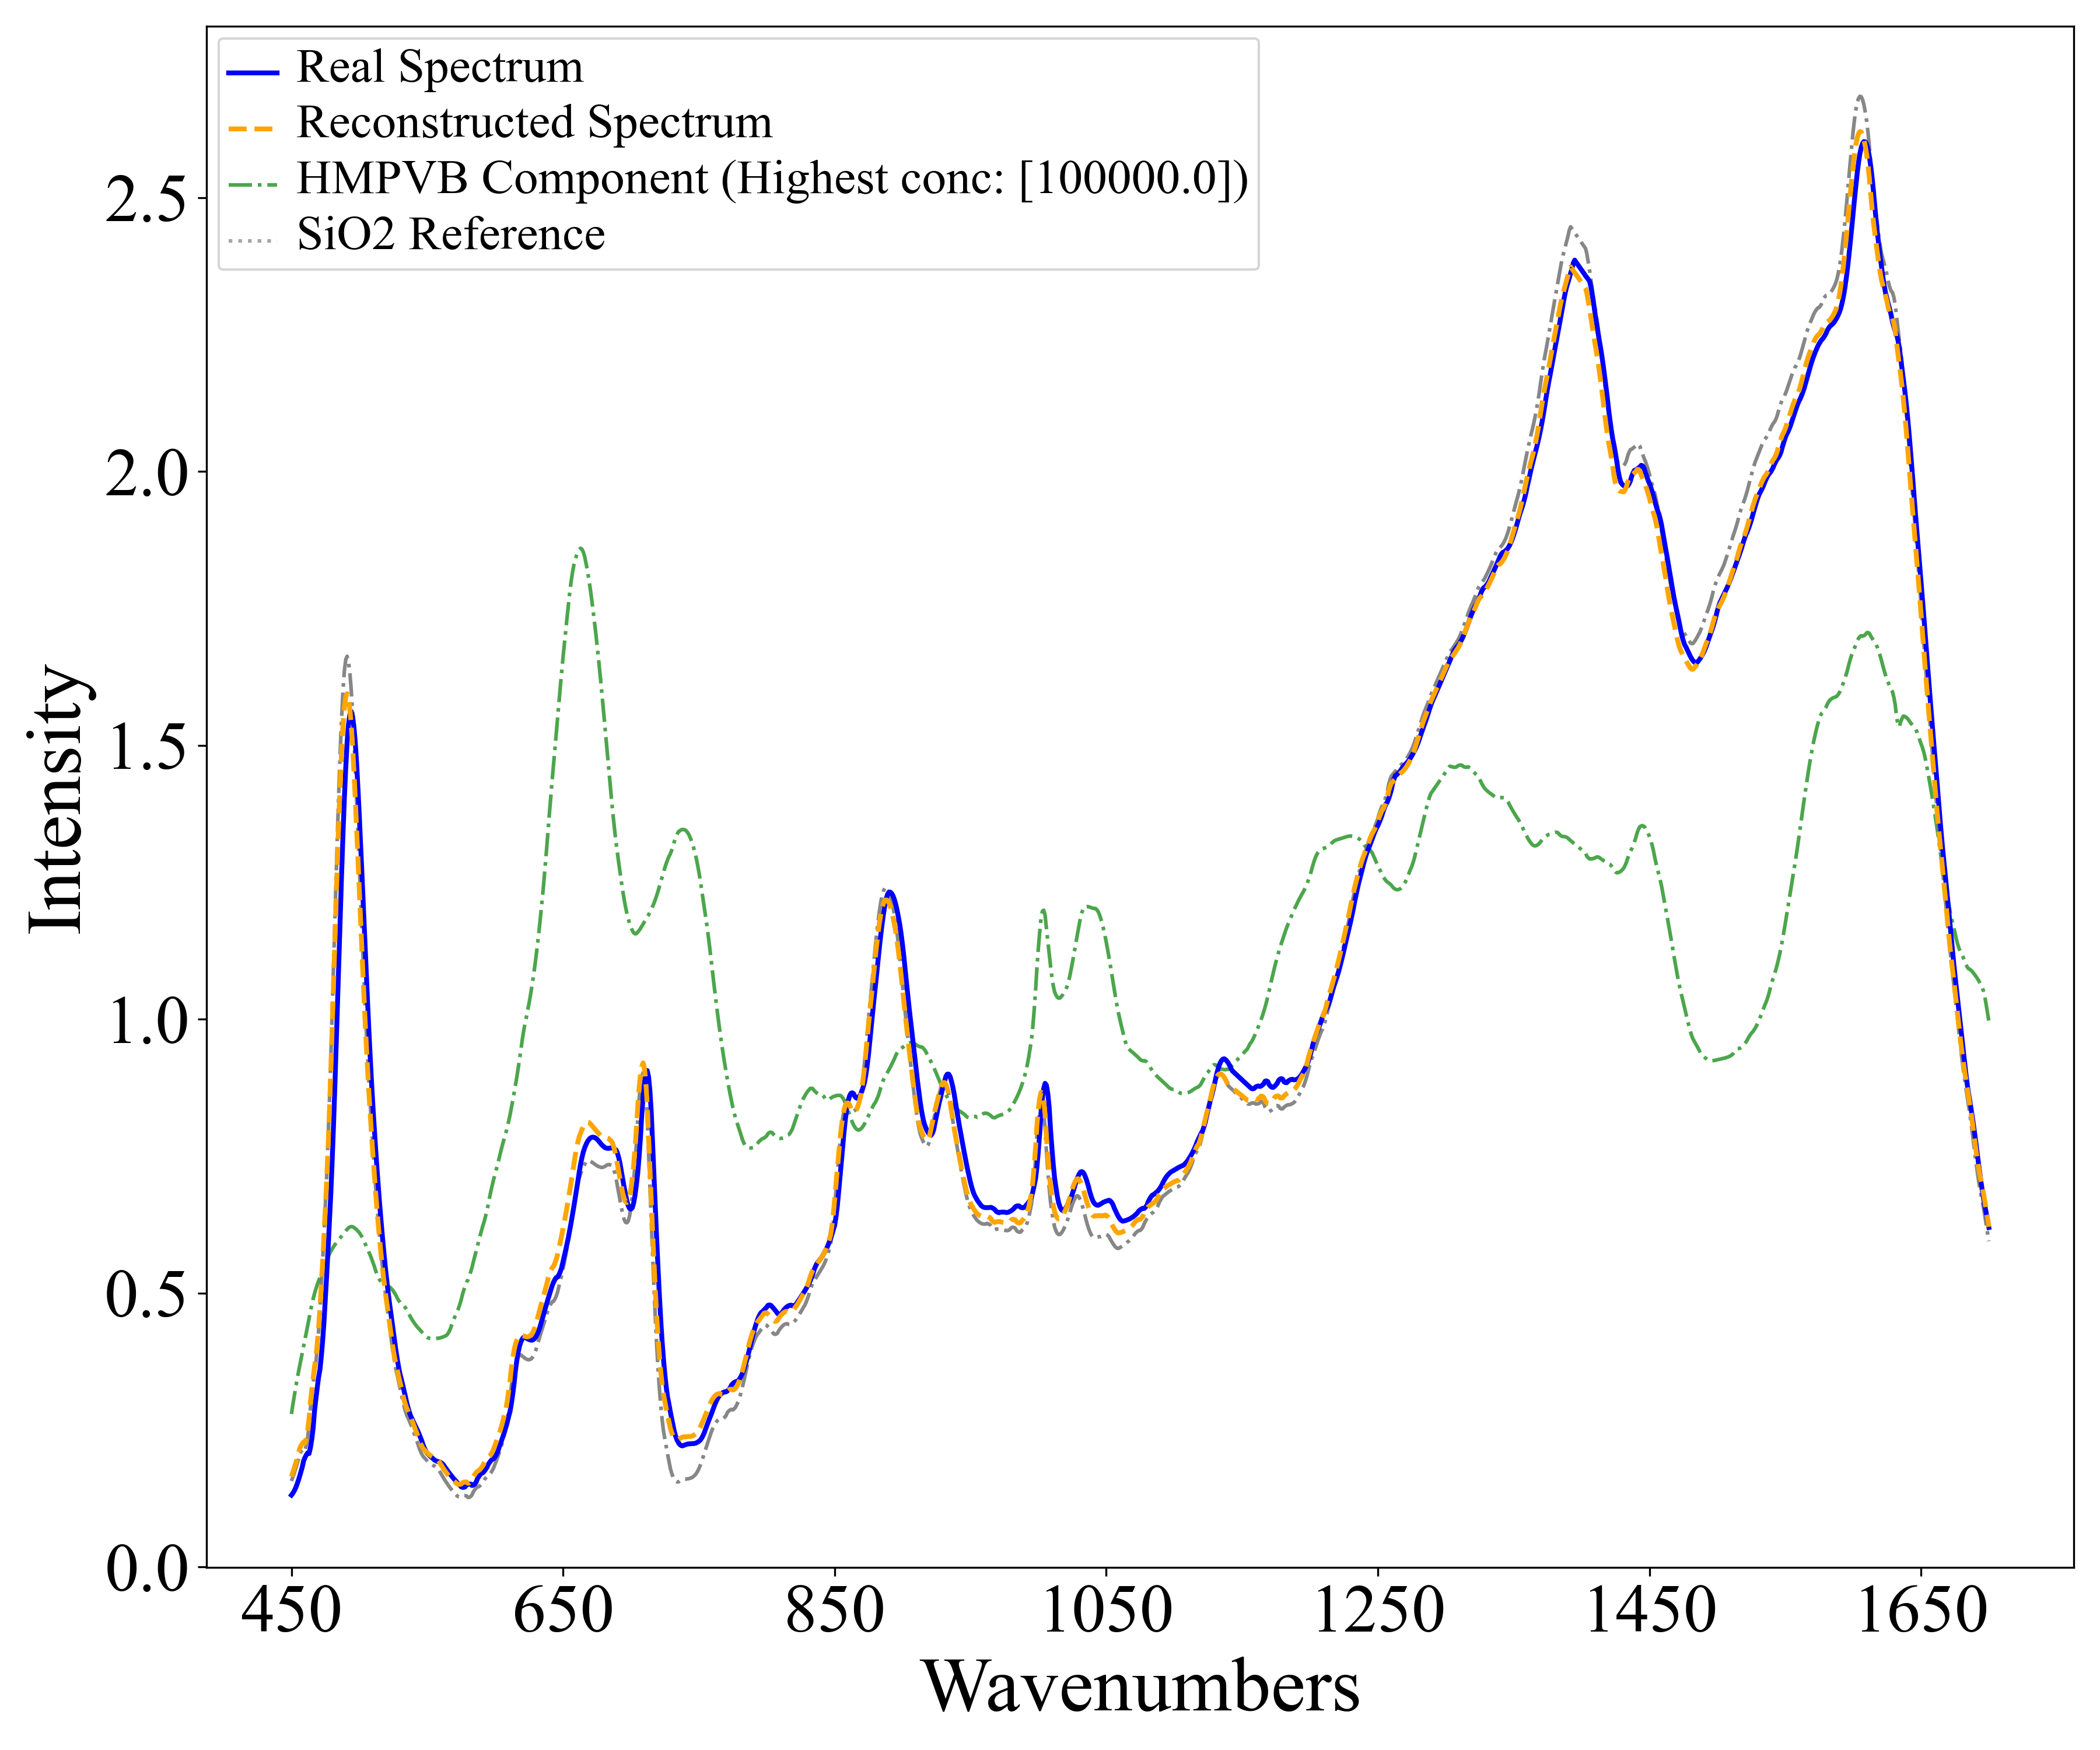 Real Spectrum
Reconstructed Spectrum
HMPVB Component (Highest conc: [100000.0])
SiO2 Reference
2.5
2.0
1.5
1.0
0.5
0.0
Intensity
450 650 850 1050 1250 1450 1650
Wavenumbers